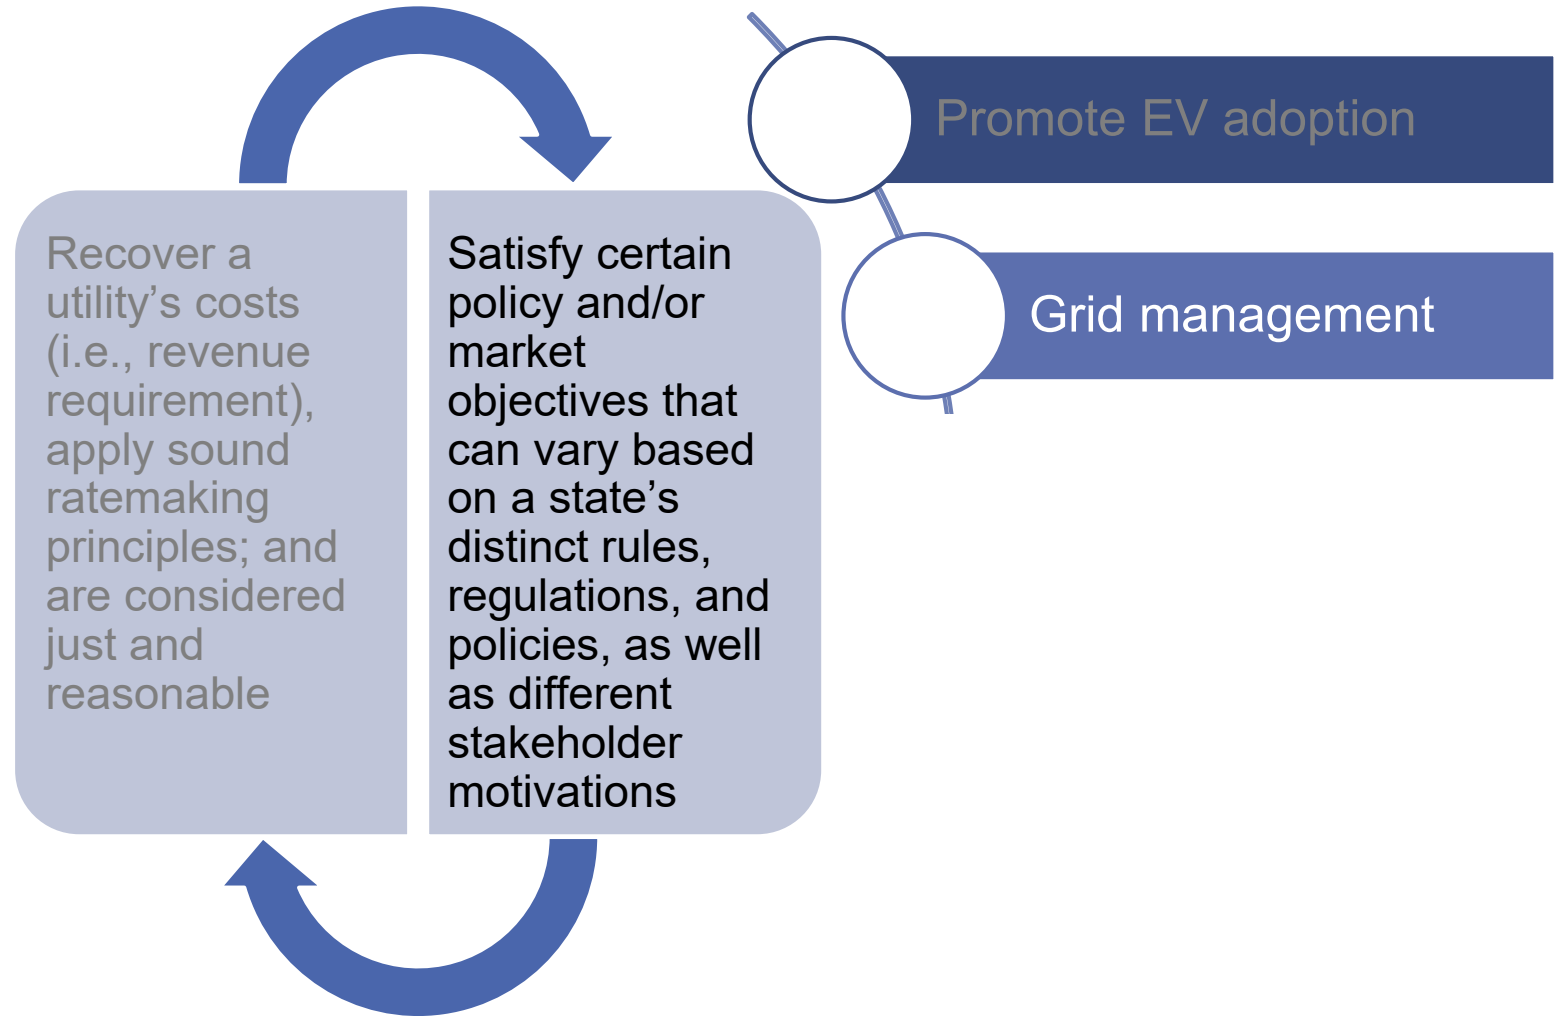 Recover a
utility’s costs
(i.e., revenue
requirement),
apply sound
ratemaking
principles; and
are considered
just and
reasonable
Satisfy certain
policy and/or
market
objectives that
can vary based
on a state’s
distinct rules,
regulations, and
policies, as well
as different
stakeholder
motivations
Promote EV adoption
Grid management